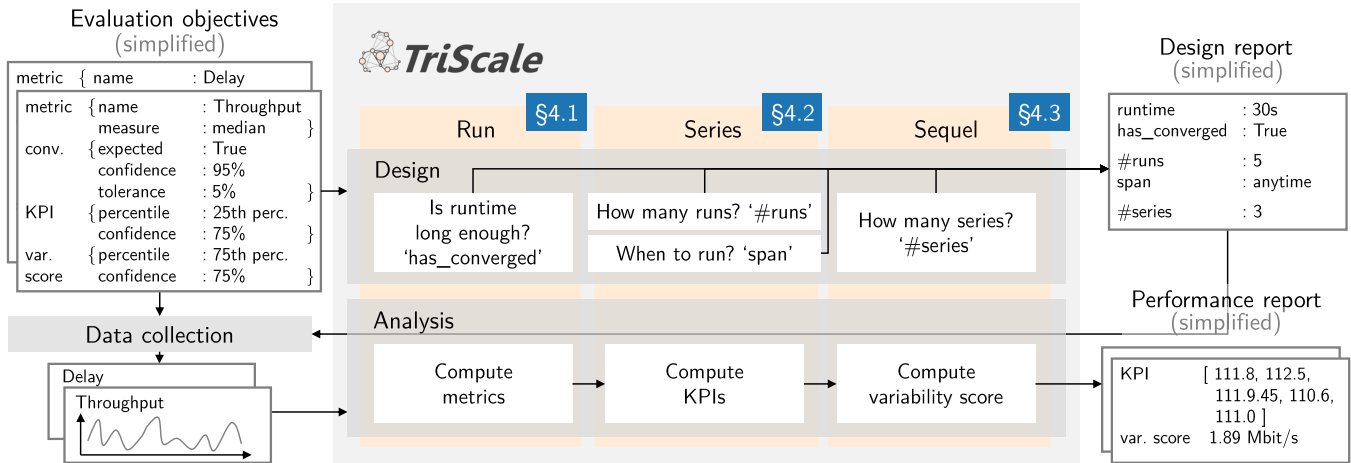 Evaluation objectives
(simplified)
metric { name : Delay
metric { name : Throughput
measure : median }
conv. { expected : True
confidence : 95%
tolerance : 5% }
KPI { percentile : 25th perc.
confidence : 75% }
var. { percentile : 75th perc.
score confidence : 75% }
Data collection
Delay
Throughput
TriScale
§4.1
§4.2
§4.3
Run
Series
Sequel
Design
Is runtime
long enough?
‘has_converged’
How many runs? ‘#runs’
When to run? ‘span’
How many series?
‘#series’
Analysis
Compute
metrics
Compute
KPIs
Compute
variability score
Design report
(simplified)
runtime : 30s
has_converged : True
#runs : 5
span : anytime
#series : 3
Performance report
(simplified)
KPI [ 111.8, 112.5,
111.9.45, 110.6,
111.0 ]
var. score 1.89 Mbit/s